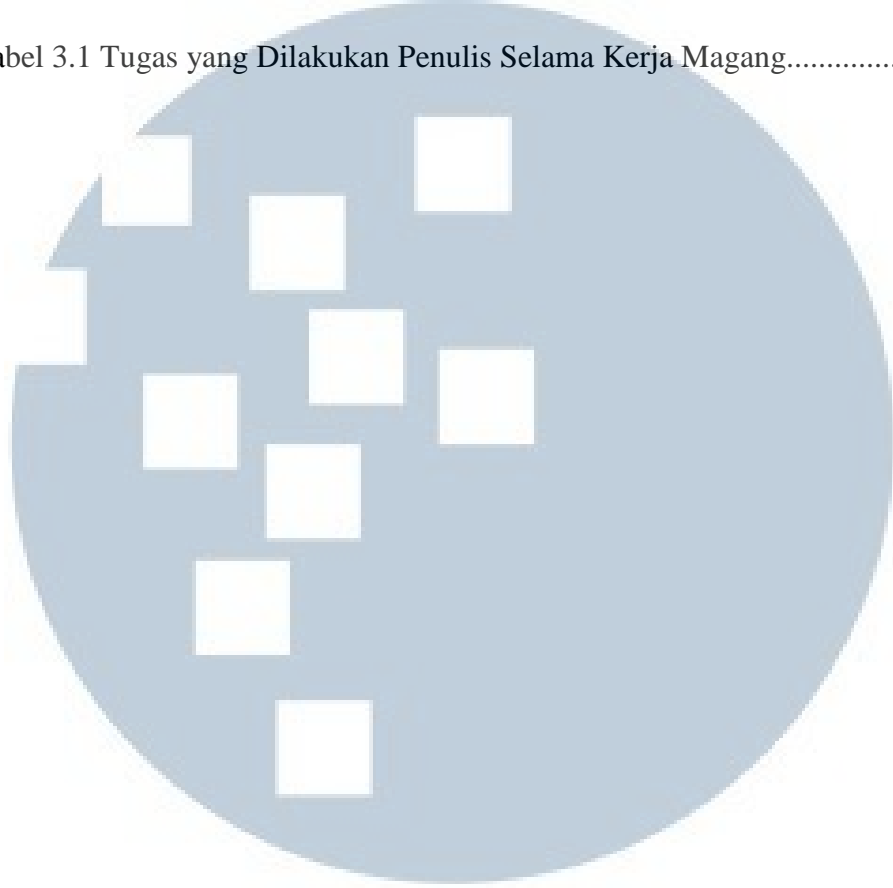 abel 3.1 Tugas yang Dilakukan Penulis Selama Kerja Magang..............